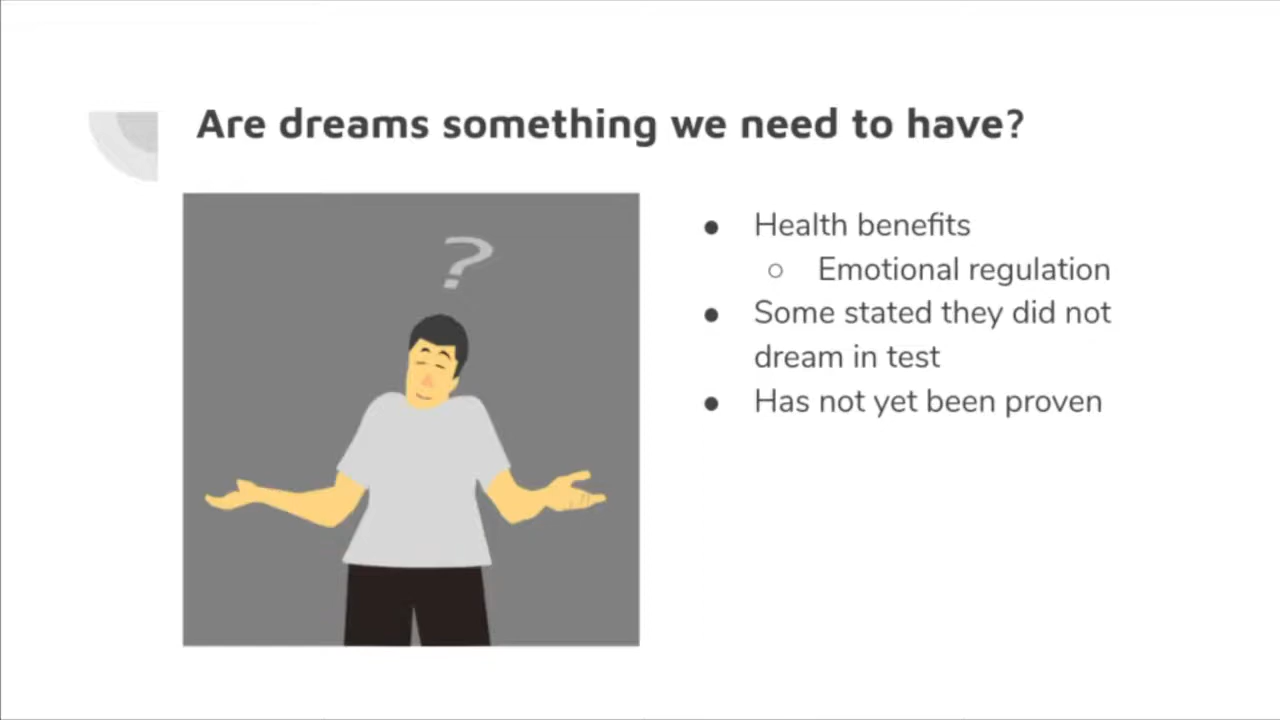 Are dreams something we need to have?
?
● Health benefits
○ Emotional regulation
● Some stated they did not
dream in test
● Has not yet been proven